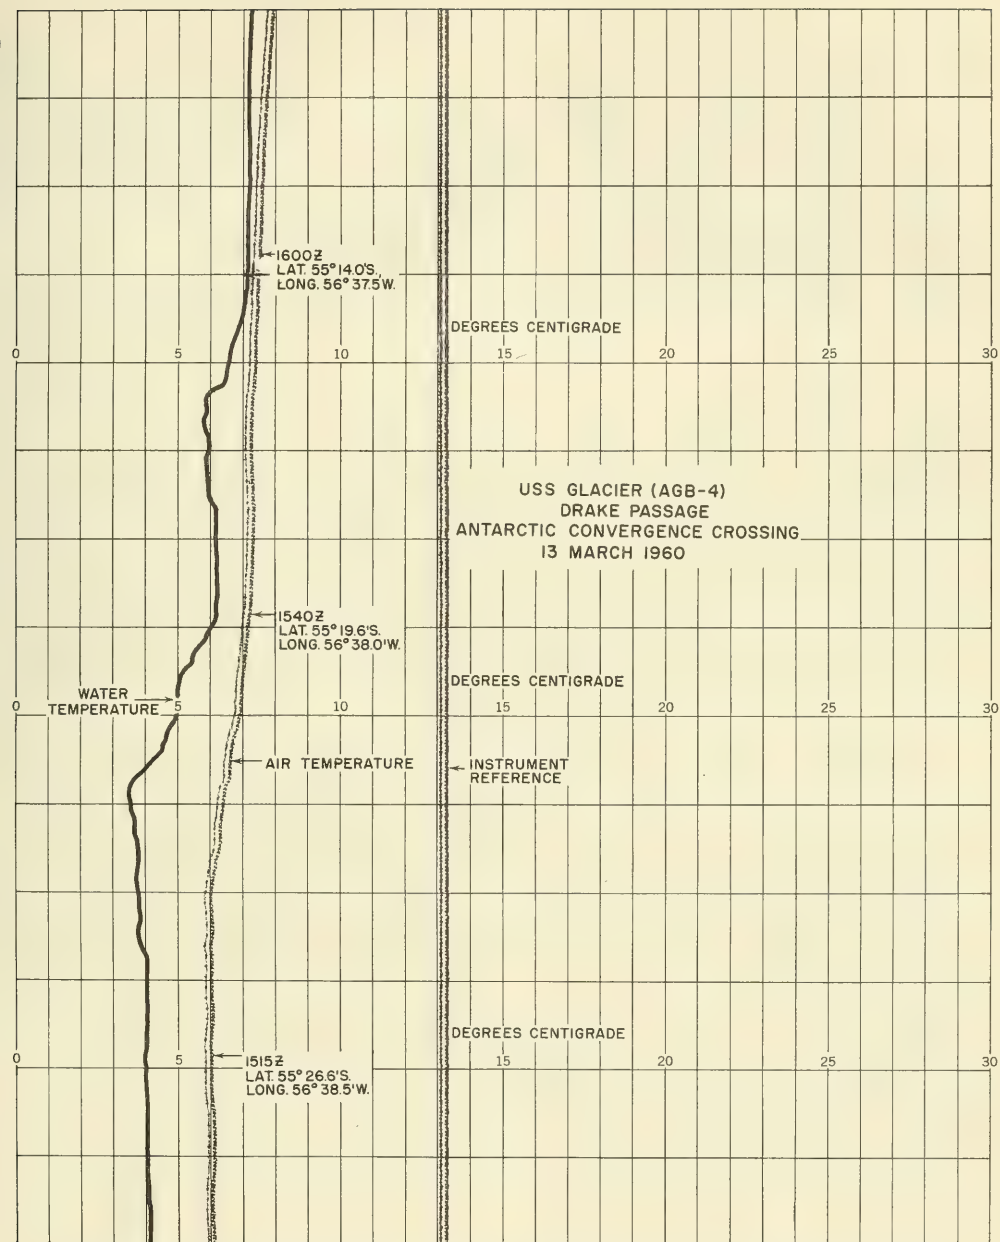 1600Z
LAT. 55° 14.0'S.,
LONG. 56° 37.5'W.
DEGREES CENTIGRADE
0 5 10 15 20 25 30
USS GLACIER (AGB-4)
DRAKE PASSAGE
ANTARCTIC CONVERGENCE CROSSING
13 MARCH 1960
1540Z
LAT. 55° 19.6'S.
LONG. 56° 38.0'W.
DEGREES CENTIGRADE
WATER
TEMPERATURE
0 5 10 15 20 25 30
AIR TEMPERATURE
INSTRUMENT
REFERENCE
DEGREES CENTIGRADE
0 5 15 20 25 30
1515Z
LAT. 55° 26.6'S.
LONG. 56° 38.5'W.